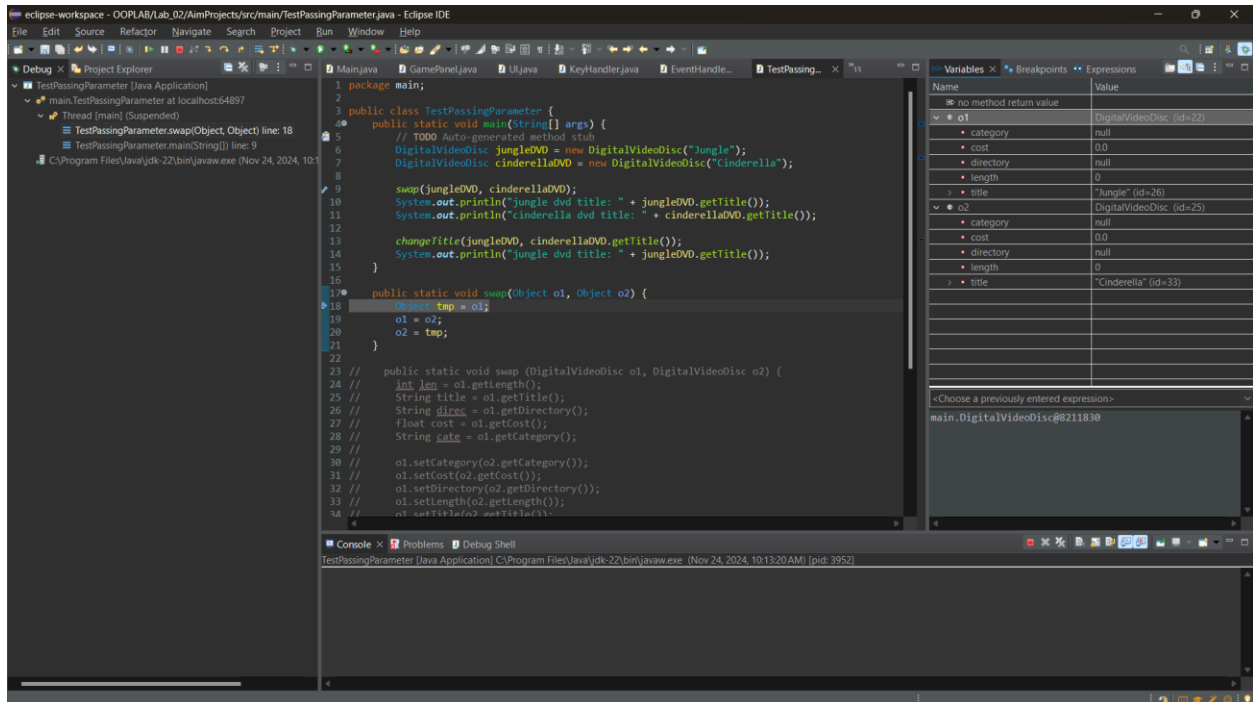 eclipse-workspace - OOPLAB/Lab_02/AimProjects/src/main/TestPassingParameter.java - Eclipse IDE
File Edit Source Refactor Navigate Search Project Run Window Help
Debug Project Explorer
TestPassingParameter [Java Application]
main.TestPassingParameter at localhost:64897
Thread [main] (Suspended)
TestPassingParameter.swap(Object, Object) line: 18
TestPassingParameter.main(String[]) line: 9
C:\Program Files\Java\jdk-22\bin\javaw.exe (Nov 24, 2024, 10:1
Main.java GamePanel.java UI.java KeyHandler.java EventHandle... TestPassing... 11
1 package main;
2
3 public class TestPassingParameter {
4 public static void main(String[] args) {
5 // TODO Auto-generated method stub
6 DigitalVideoDisc jungleDVD = new DigitalVideoDisc("Jungle");
7 DigitalVideoDisc cinderellaDVD = new DigitalVideoDisc("Cinderella");
8
9 swap(jungleDVD, cinderellaDVD);
10 System.out.println("jungle dvd title: " + jungleDVD.getTitle());
11 System.out.println("cinderella dvd title: " + cinderellaDVD.getTitle());
12
13 changeTitle(jungleDVD, cinderellaDVD.getTitle());
14 System.out.println("jungle dvd title: " + jungleDVD.getTitle());
15 }
16
17 public static void swap(Object o1, Object o2) {
18 Object tmp = o1;
19 o1 = o2;
20 o2 = tmp;
21 }
22
23 // public static void swap (DigitalVideoDisc o1, DigitalVideoDisc o2) {
24 // int len = o1.getLength();
25 // String title = o1.getTitle();
26 // String direc = o1.getDirectory();
27 // float cost = o1.getCost();
28 // String cate = o1.getCategory();
29 //
30 // o1.setCategory(o2.getCategory());
31 // o1.setCost(o2.getCost());
32 // o1.setDirectory(o2.getDirectory());
33 // o1.setLength(o2.getLength());
34 // o1.setTitle(o2.getTitle());
Variables Breakpoints Expressions
Name Value
no method return value
o1 DigitalVideoDisc (id=22)
category null
cost 0.0
directory null
length 0
title "Jungle" (id=26)
o2 DigitalVideoDisc (id=25)
category null
cost 0.0
directory null
length 0
title "Cinderella" (id=33)
<Choose a previously entered expression>
main.DigitalVideoDisc@8211830
Console Problems Debug Shell
TestPassingParameter [Java Application] C:\Program Files\Java\jdk-22\bin\javaw.exe (Nov 24, 2024, 10:13:20 AM) [pid: 3952]